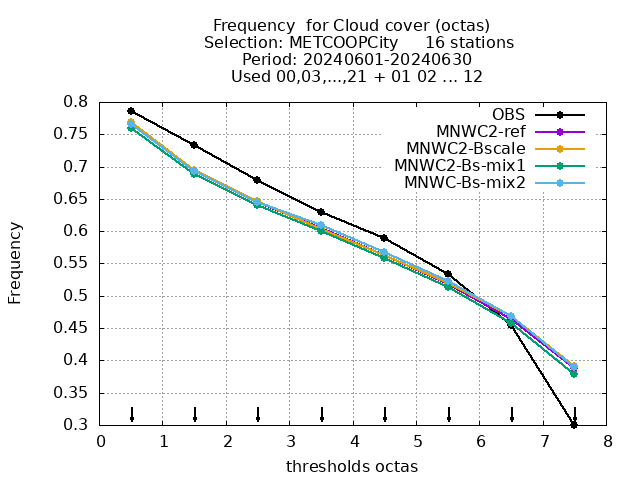 Frequency  for Cloud cover (octas)
Selection: METCOOPCity     16 stations
Period: 20240601-20240630
Used 00,03,...,21 + 01 02 ... 12
OBS
MNWC2-ref
MNWC2-Bscale
MNWC2-Bs-mix1
MNWC-Bs-mix2
Frequency
0.8
0.75
0.7
0.65
0.6
0.55
0.5
0.45
0.4
0.35
0.3
0 1 2 3 4 5 6 7 8
thresholds octas